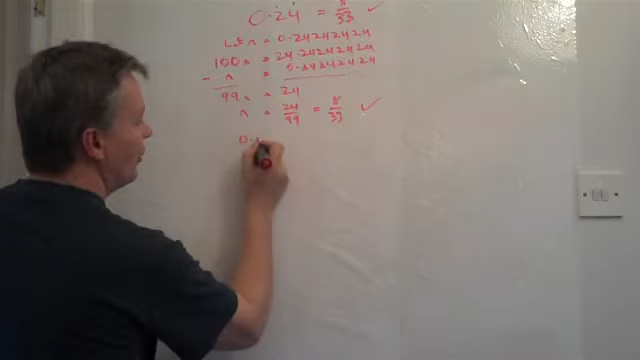 0.2̇4̇ = 8/33 ✓
Let n = 0.24242424
100n = 24.24242424
- n = 0.24242424
99n = 24
n = 24/99 = 8/33 ✓
0.